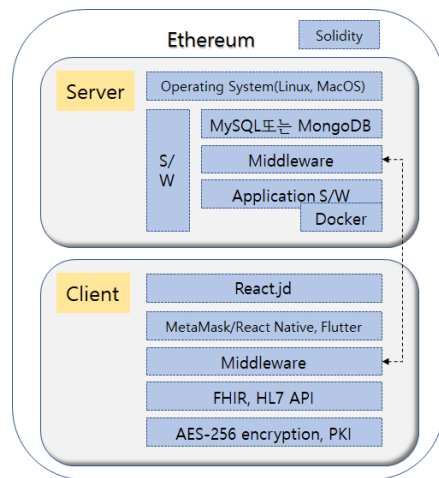 Ethereum
Solidity
Server
Operating System(Linux, MacOS)
S/
W
MySQL또는 MongoDB
Middleware
Application S/W
Docker
Client
React.jd
MetaMask/React Native, Flutter
Middleware
FHIR, HL7 API
AES-256 encryption, PKI